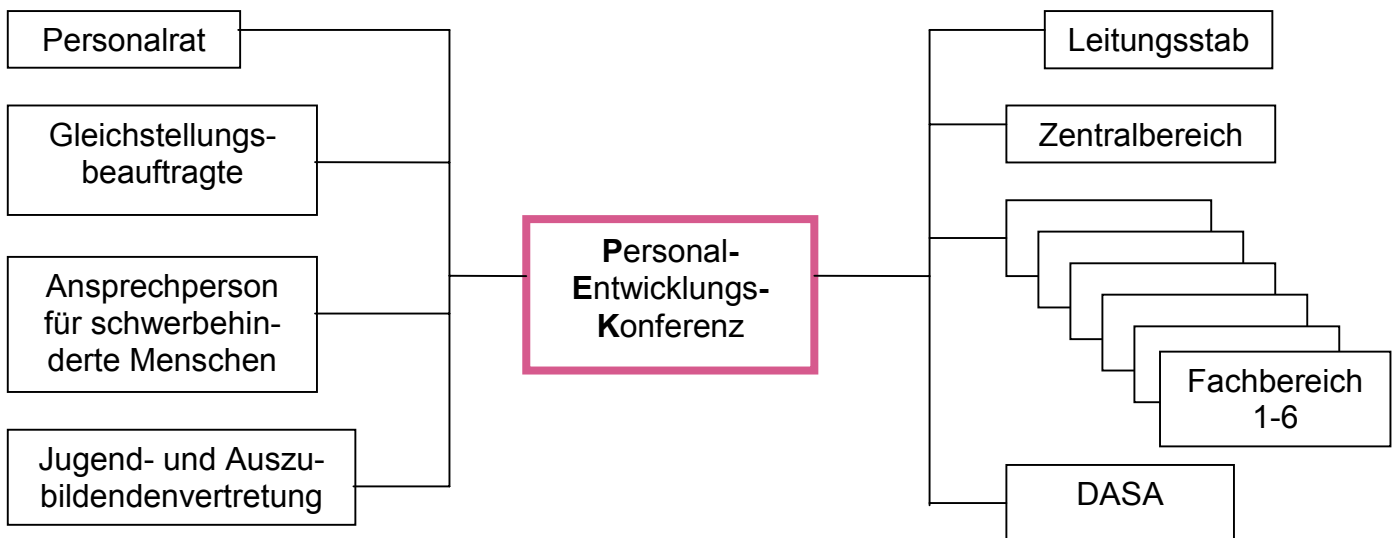 Personalrat
Gleichstellungs-
beauftragte
Ansprechperson
für schwerbehin-
derte Menschen
Jugend- und Auszu-
bildendenvertretung
Personal-
Entwicklungs-
Konferenz
Leitungsstab
Zentralbereich
Fachbereich
1-6
DASA